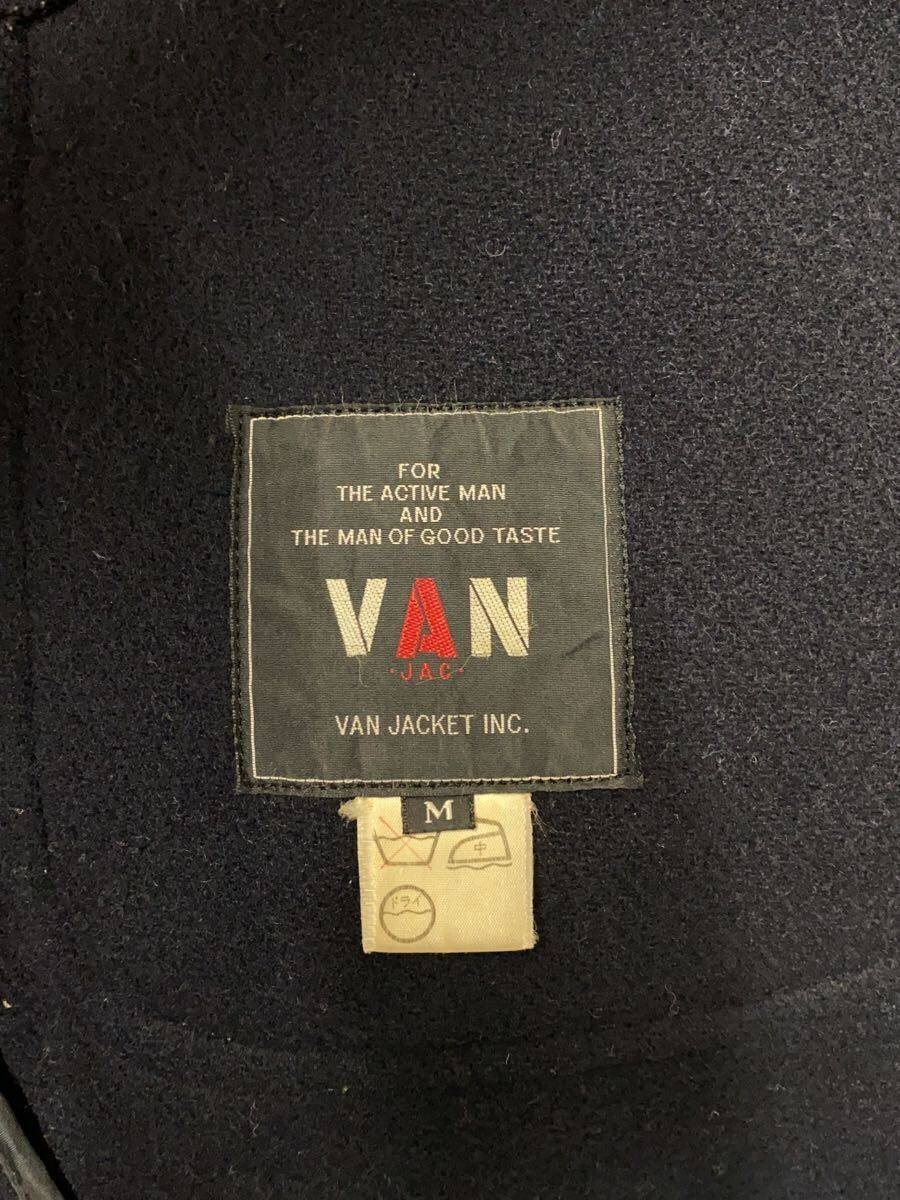 FOR
THE ACTIVE MAN
AND
THE MAN OF GOOD TASTE
VAN
·JAC·
VAN JACKET INC.
M
中
ドライ